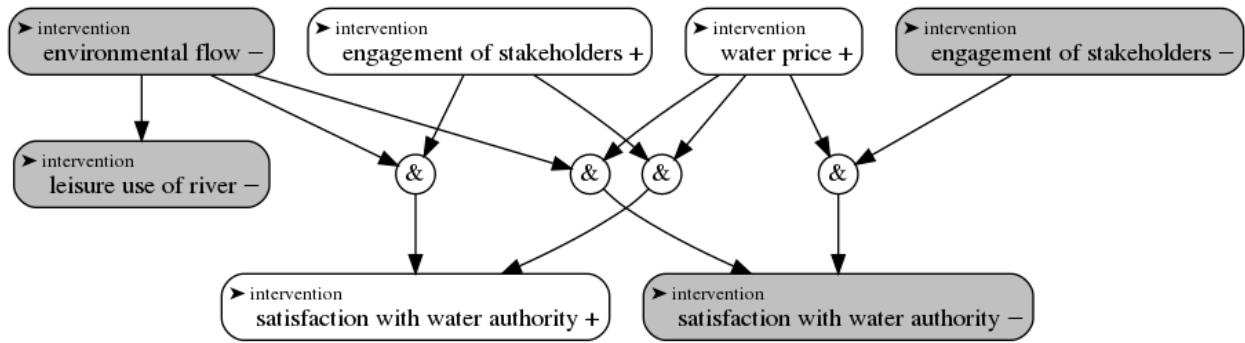 ➤ intervention
environmental flow −
➤ intervention
engagement of stakeholders +
➤ intervention
water price +
➤ intervention
engagement of stakeholders −
➤ intervention
leisure use of river −
&
&
&
&
➤ intervention
satisfaction with water authority +
➤ intervention
satisfaction with water authority −